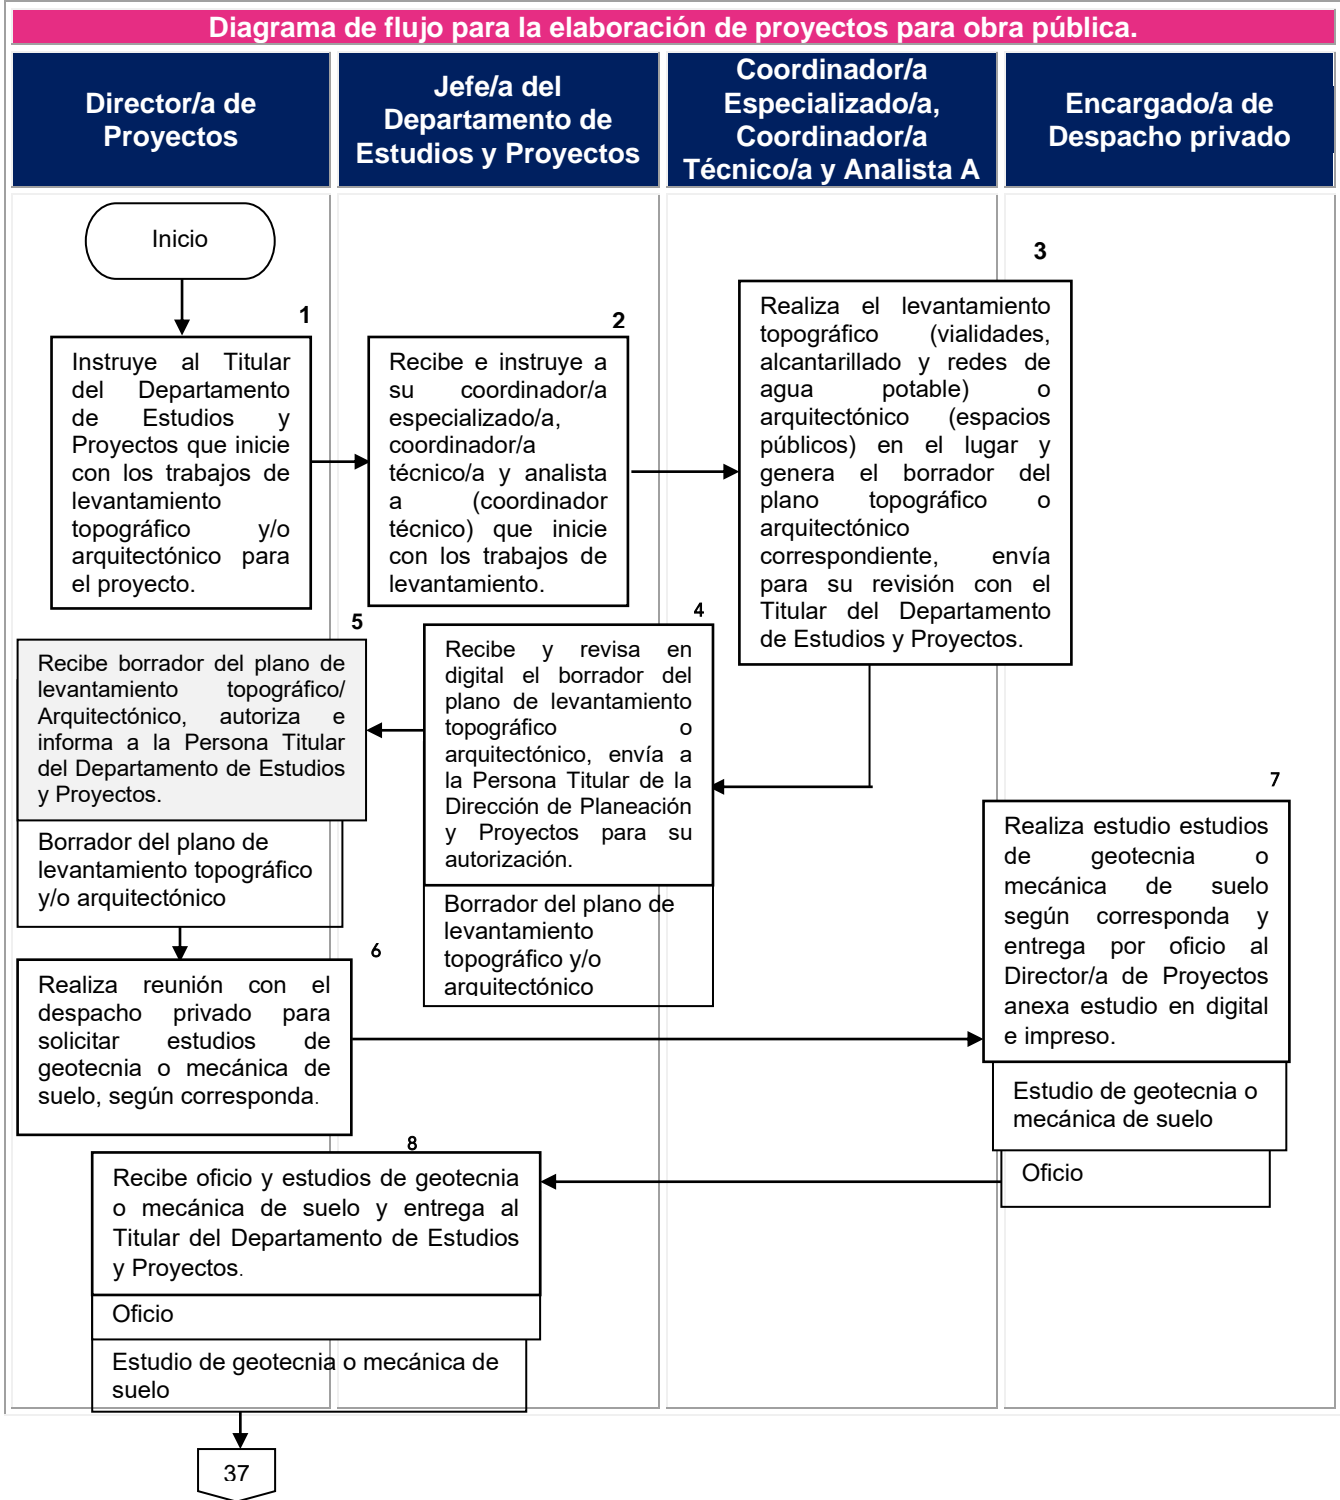 Diagrama de flujo para la elaboración de proyectos para obra pública.
Director/a de
Proyectos
Jefe/a del
Departamento de
Estudios y Proyectos
Coordinador/a
Especializado/a,
Coordinador/a
Técnico/a y Analista A
Encargado/a de
Despacho privado
Inicio
1
Instruye al Titular
del Departamento
de Estudios y
Proyectos que inicie
con los trabajos de
levantamiento
topográfico y/o
arquitectónico para
el proyecto.
2
Recibe e instruye a
su coordinador/a
especializado/a,
coordinador/a
técnico/a y analista
a (coordinador
técnico) que inicie
con los trabajos de
levantamiento.
3
Realiza el levantamiento
topográfico (vialidades,
alcantarillado y redes de
agua potable) o
arquitectónico (espacios
públicos) en el lugar y
genera el borrador del
plano topográfico o
arquitectónico
correspondiente, envía
para su revisión con el
Titular del Departamento
de Estudios y Proyectos.
4
Recibe y revisa en
digital el borrador del
plano de levantamiento
topográfico o
arquitectónico, envía a
la Persona Titular de la
Dirección de Planeación
y Proyectos para su
autorización.
Borrador del plano de
levantamiento
topográfico y/o
arquitectónico
5
Recibe borrador del plano de
levantamiento topográfico/
Arquitectónico, autoriza e
informa a la Persona Titular
del Departamento de Estudios
y Proyectos.
Borrador del plano de
levantamiento topográfico
y/o arquitectónico
6
Realiza reunión con el
despacho privado para
solicitar estudios de
geotecnia o mecánica de
suelo, según corresponda.
7
Realiza estudio estudios
de geotecnia o
mecánica de suelo
según corresponda y
entrega por oficio al
Director/a de Proyectos
anexa estudio en digital
e impreso.
Estudio de geotecnia o
mecánica de suelo
Oficio
8
Recibe oficio y estudios de geotecnia
o mecánica de suelo y entrega al
Titular del Departamento de Estudios
y Proyectos.
Oficio
Estudio de geotecnia o mecánica de
suelo
37